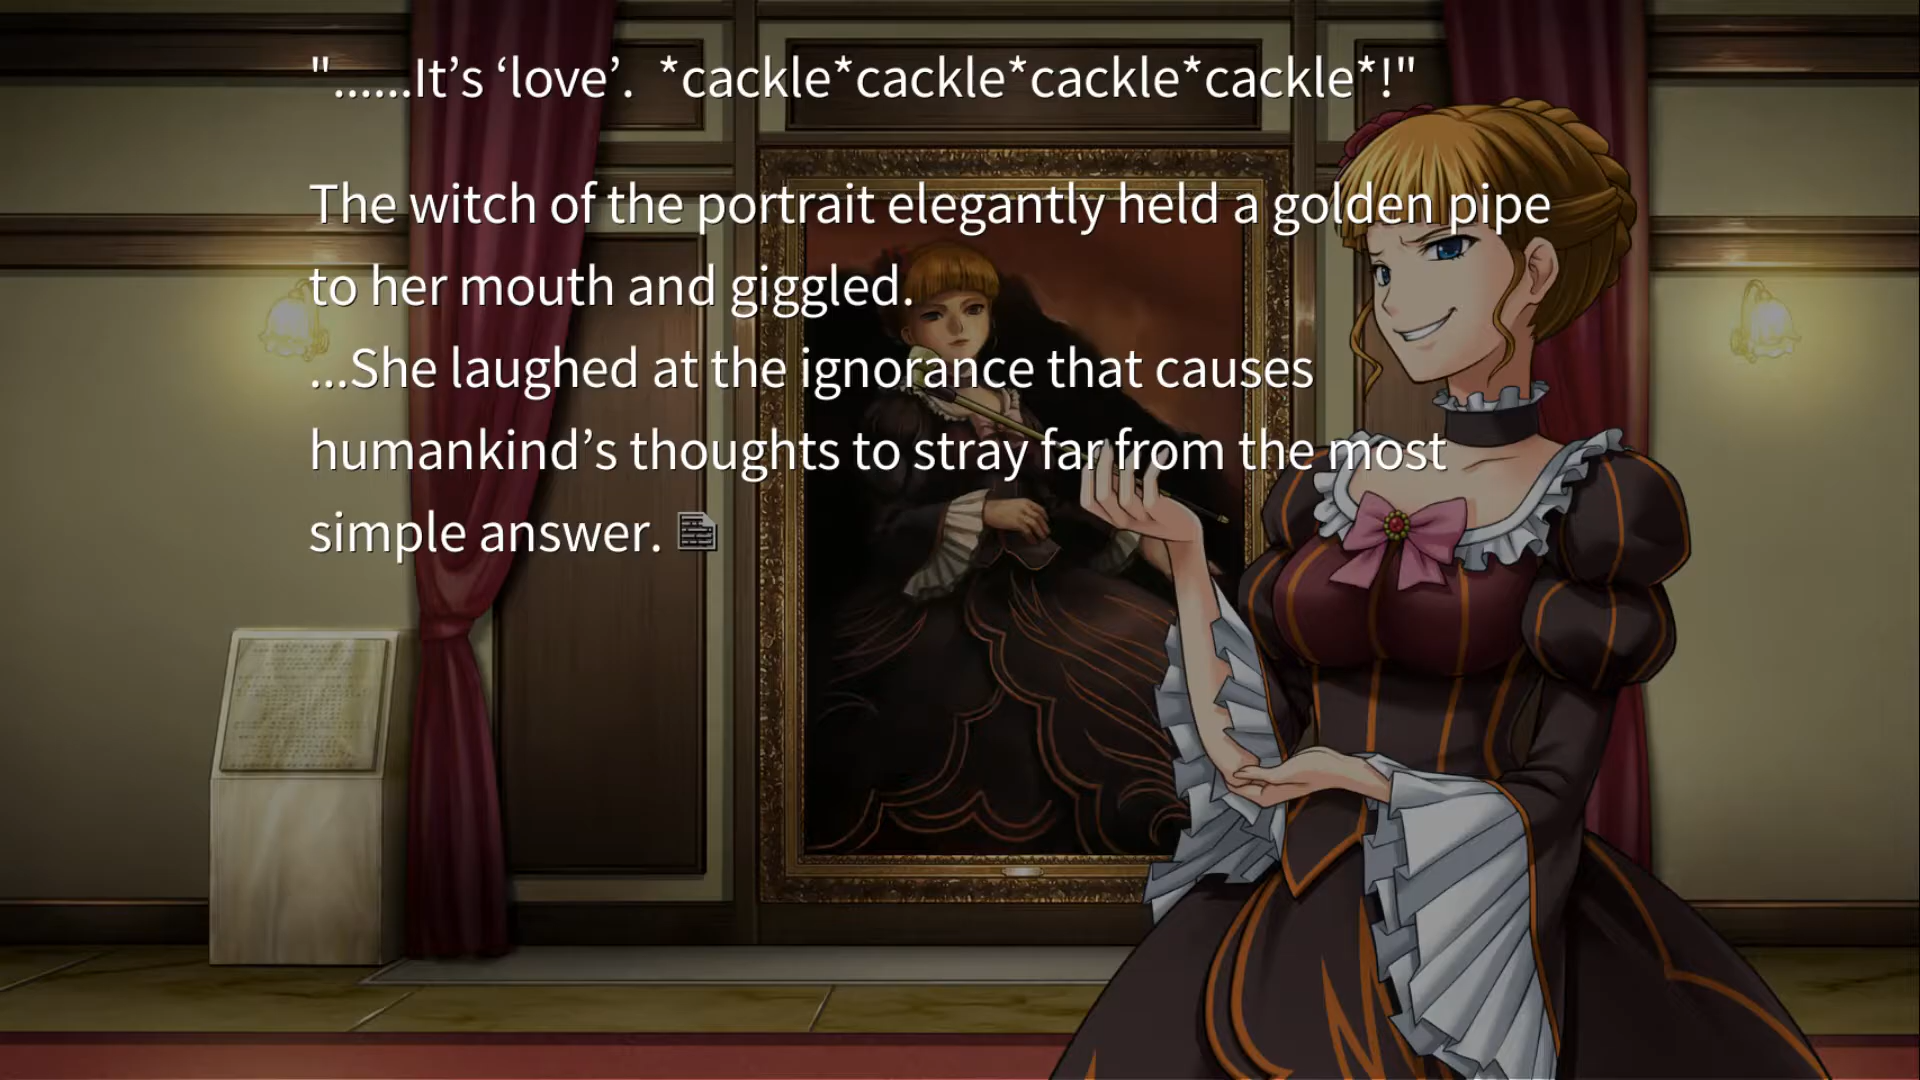 "......It’s ‘love’.  *cackle*cackle*cackle*cackle*!"
The witch of the portrait elegantly held a golden pipe
to her mouth and giggled.
...She laughed at the ignorance that causes
humankind’s thoughts to stray far from the most
simple answer.